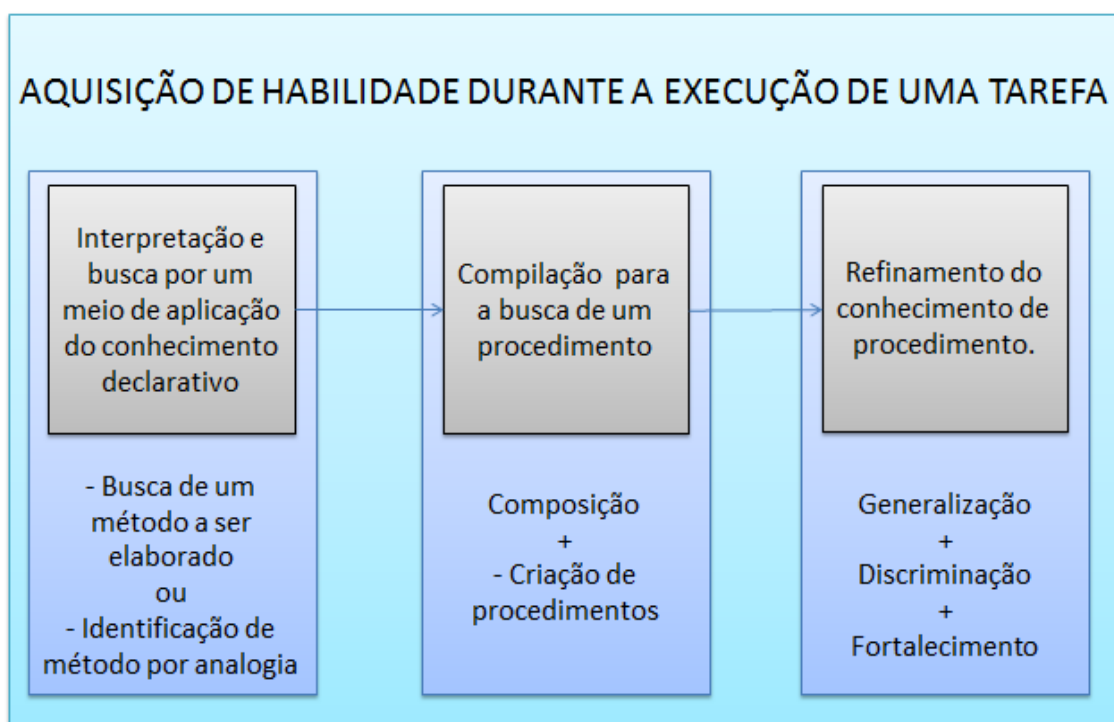 AQUISIÇÃO DE HABILIDADE DURANTE A EXECUÇÃO DE UMA TAREFA
Interpretação e
busca por um
meio de aplicação
do conhecimento
declarativo
- Busca de um
método a ser
elaborado
ou
- Identificação de
método por analogia
Compilação para
a busca de um
procedimento
Composição
+
- Criação de
procedimentos
Refinamento do
conhecimento de
procedimento.
Generalização
+
Discriminação
+
Fortalecimento